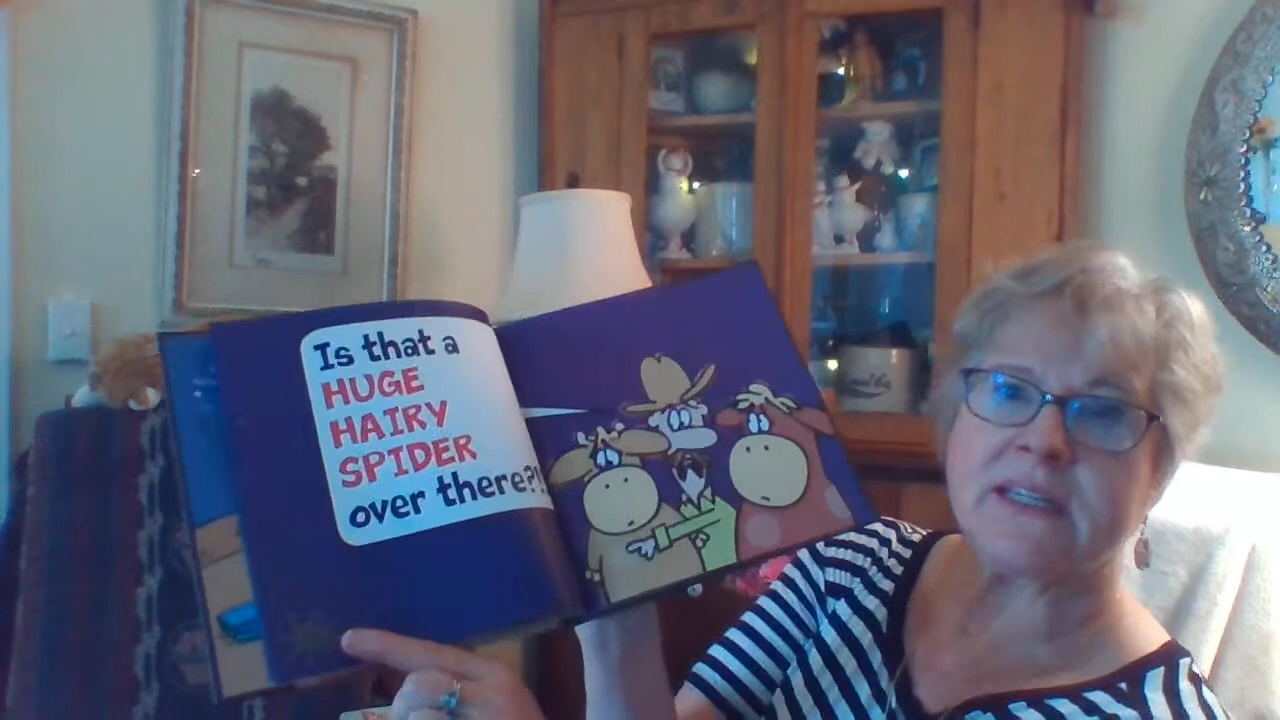 Is that a
HUGE
HAIRY
SPIDER
over there?!